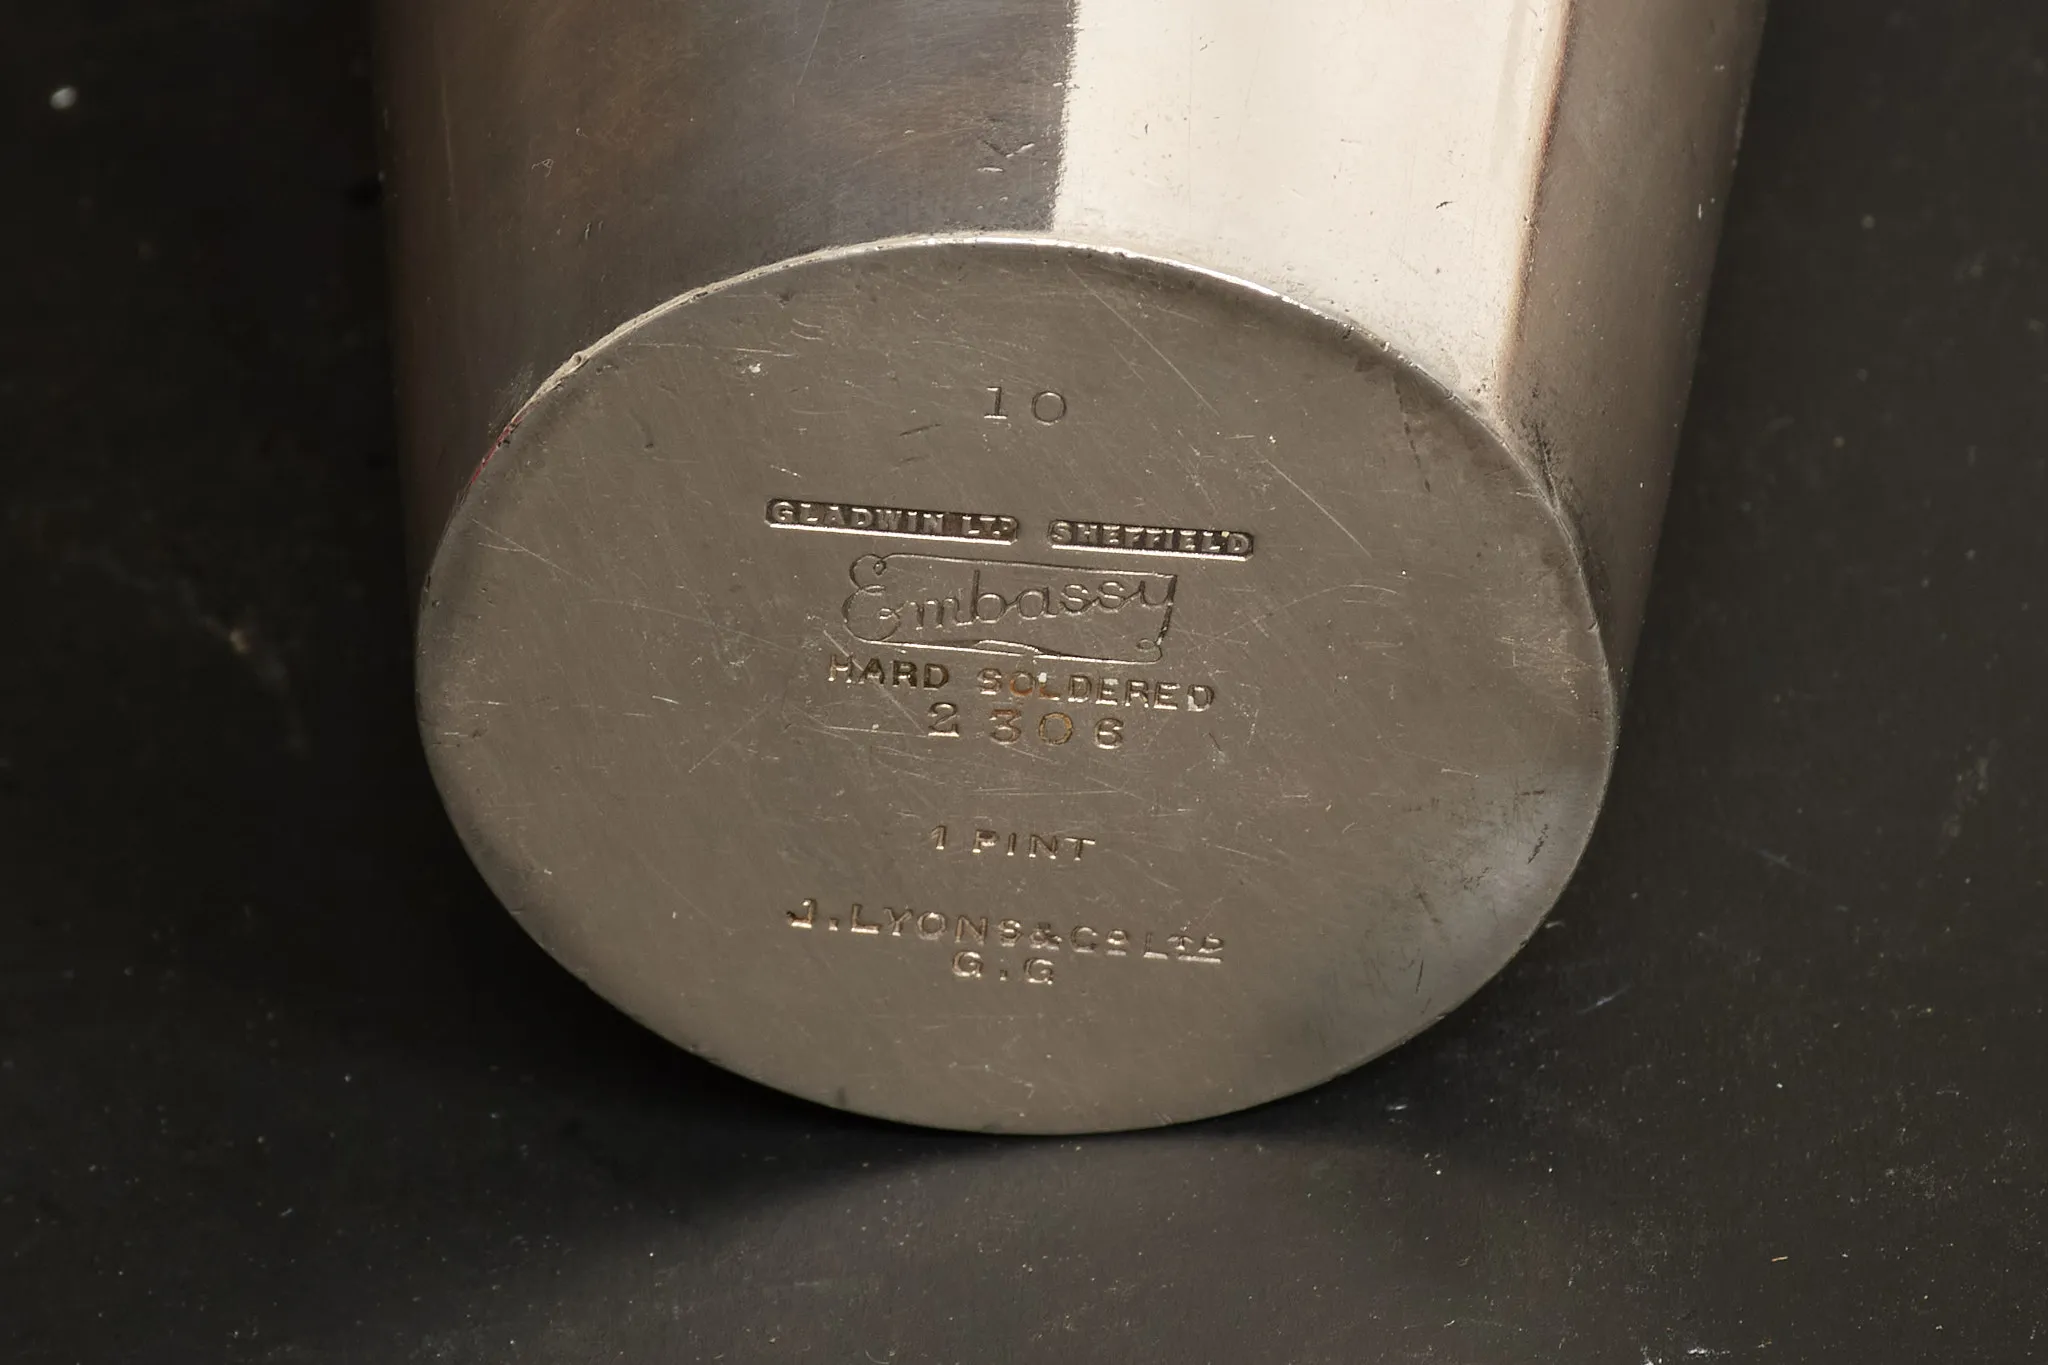 10
GLADWIN LTD SHEFFIELD
Embassy
HARD SOLDERED
2306
1 PINT
J. LYONS & Co LTD
G. G